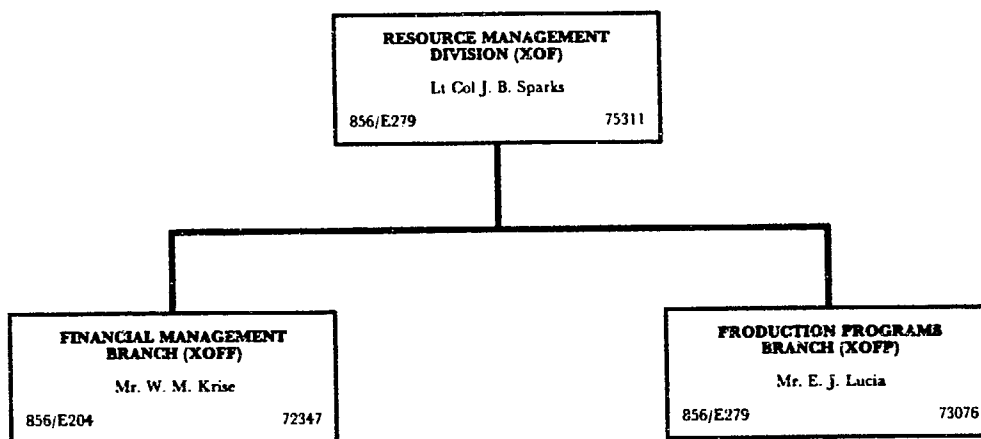 RESOURCE MANAGEMENT
DIVISION (XOF)
Lt Col J. B. Sparks
856/E279 75311
FINANCIAL MANAGEMENT
BRANCH (XOFF)
Mr. W. M. Krise
856/E204 72347
PRODUCTION PROGRAMS
BRANCH (XOFP)
Mr. E. J. Lucia
856/E279 73076